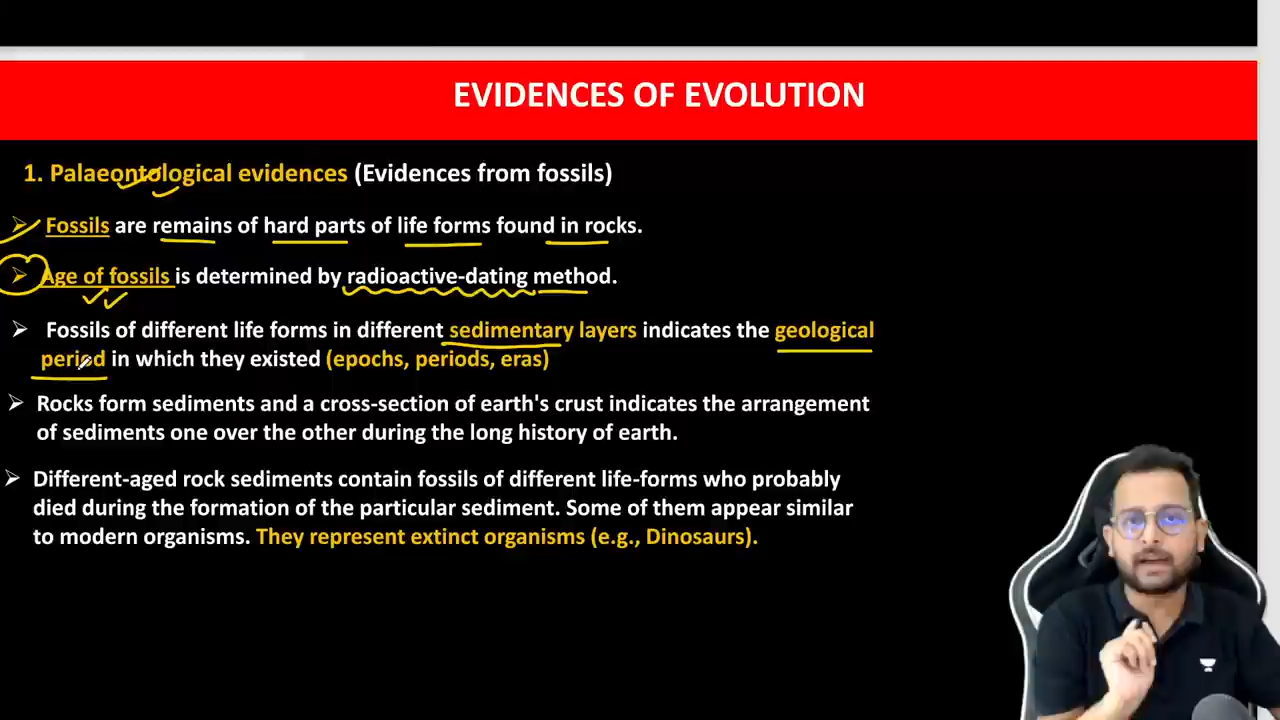 EVIDENCES OF EVOLUTION
1. Palaeontological evidences (Evidences from fossils)
➢ Fossils are remains of hard parts of life forms found in rocks.
➢ Age of fossils is determined by radioactive-dating method.
➢ Fossils of different life forms in different sedimentary layers indicates the geological
period in which they existed (epochs, periods, eras)
➢ Rocks form sediments and a cross-section of earth's crust indicates the arrangement
of sediments one over the other during the long history of earth.
➢ Different-aged rock sediments contain fossils of different life-forms who probably
died during the formation of the particular sediment. Some of them appear similar
to modern organisms. They represent extinct organisms (e.g., Dinosaurs).